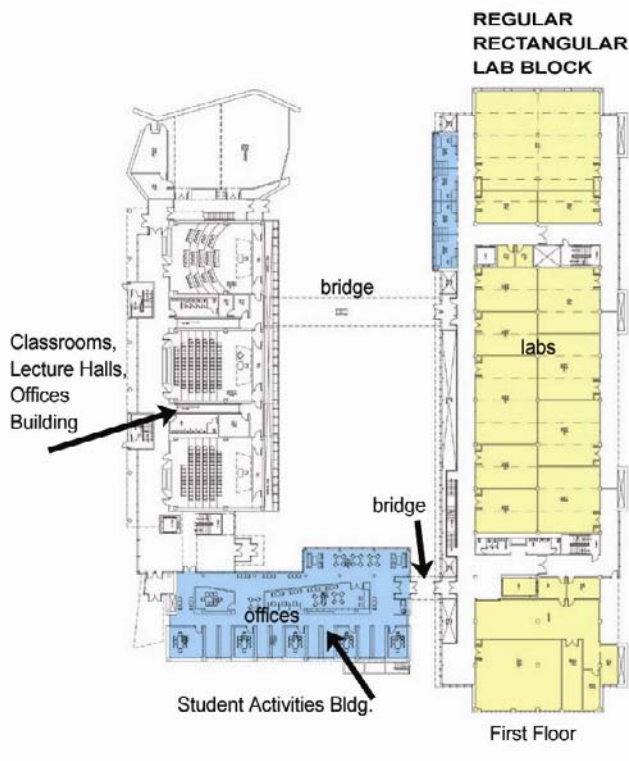 REGULAR
RECTANGULAR
LAB BLOCK
bridge
Classrooms,
Lecture Halls,
Offices
Building
labs
bridge
offices
Student Activities Bldg.
First Floor